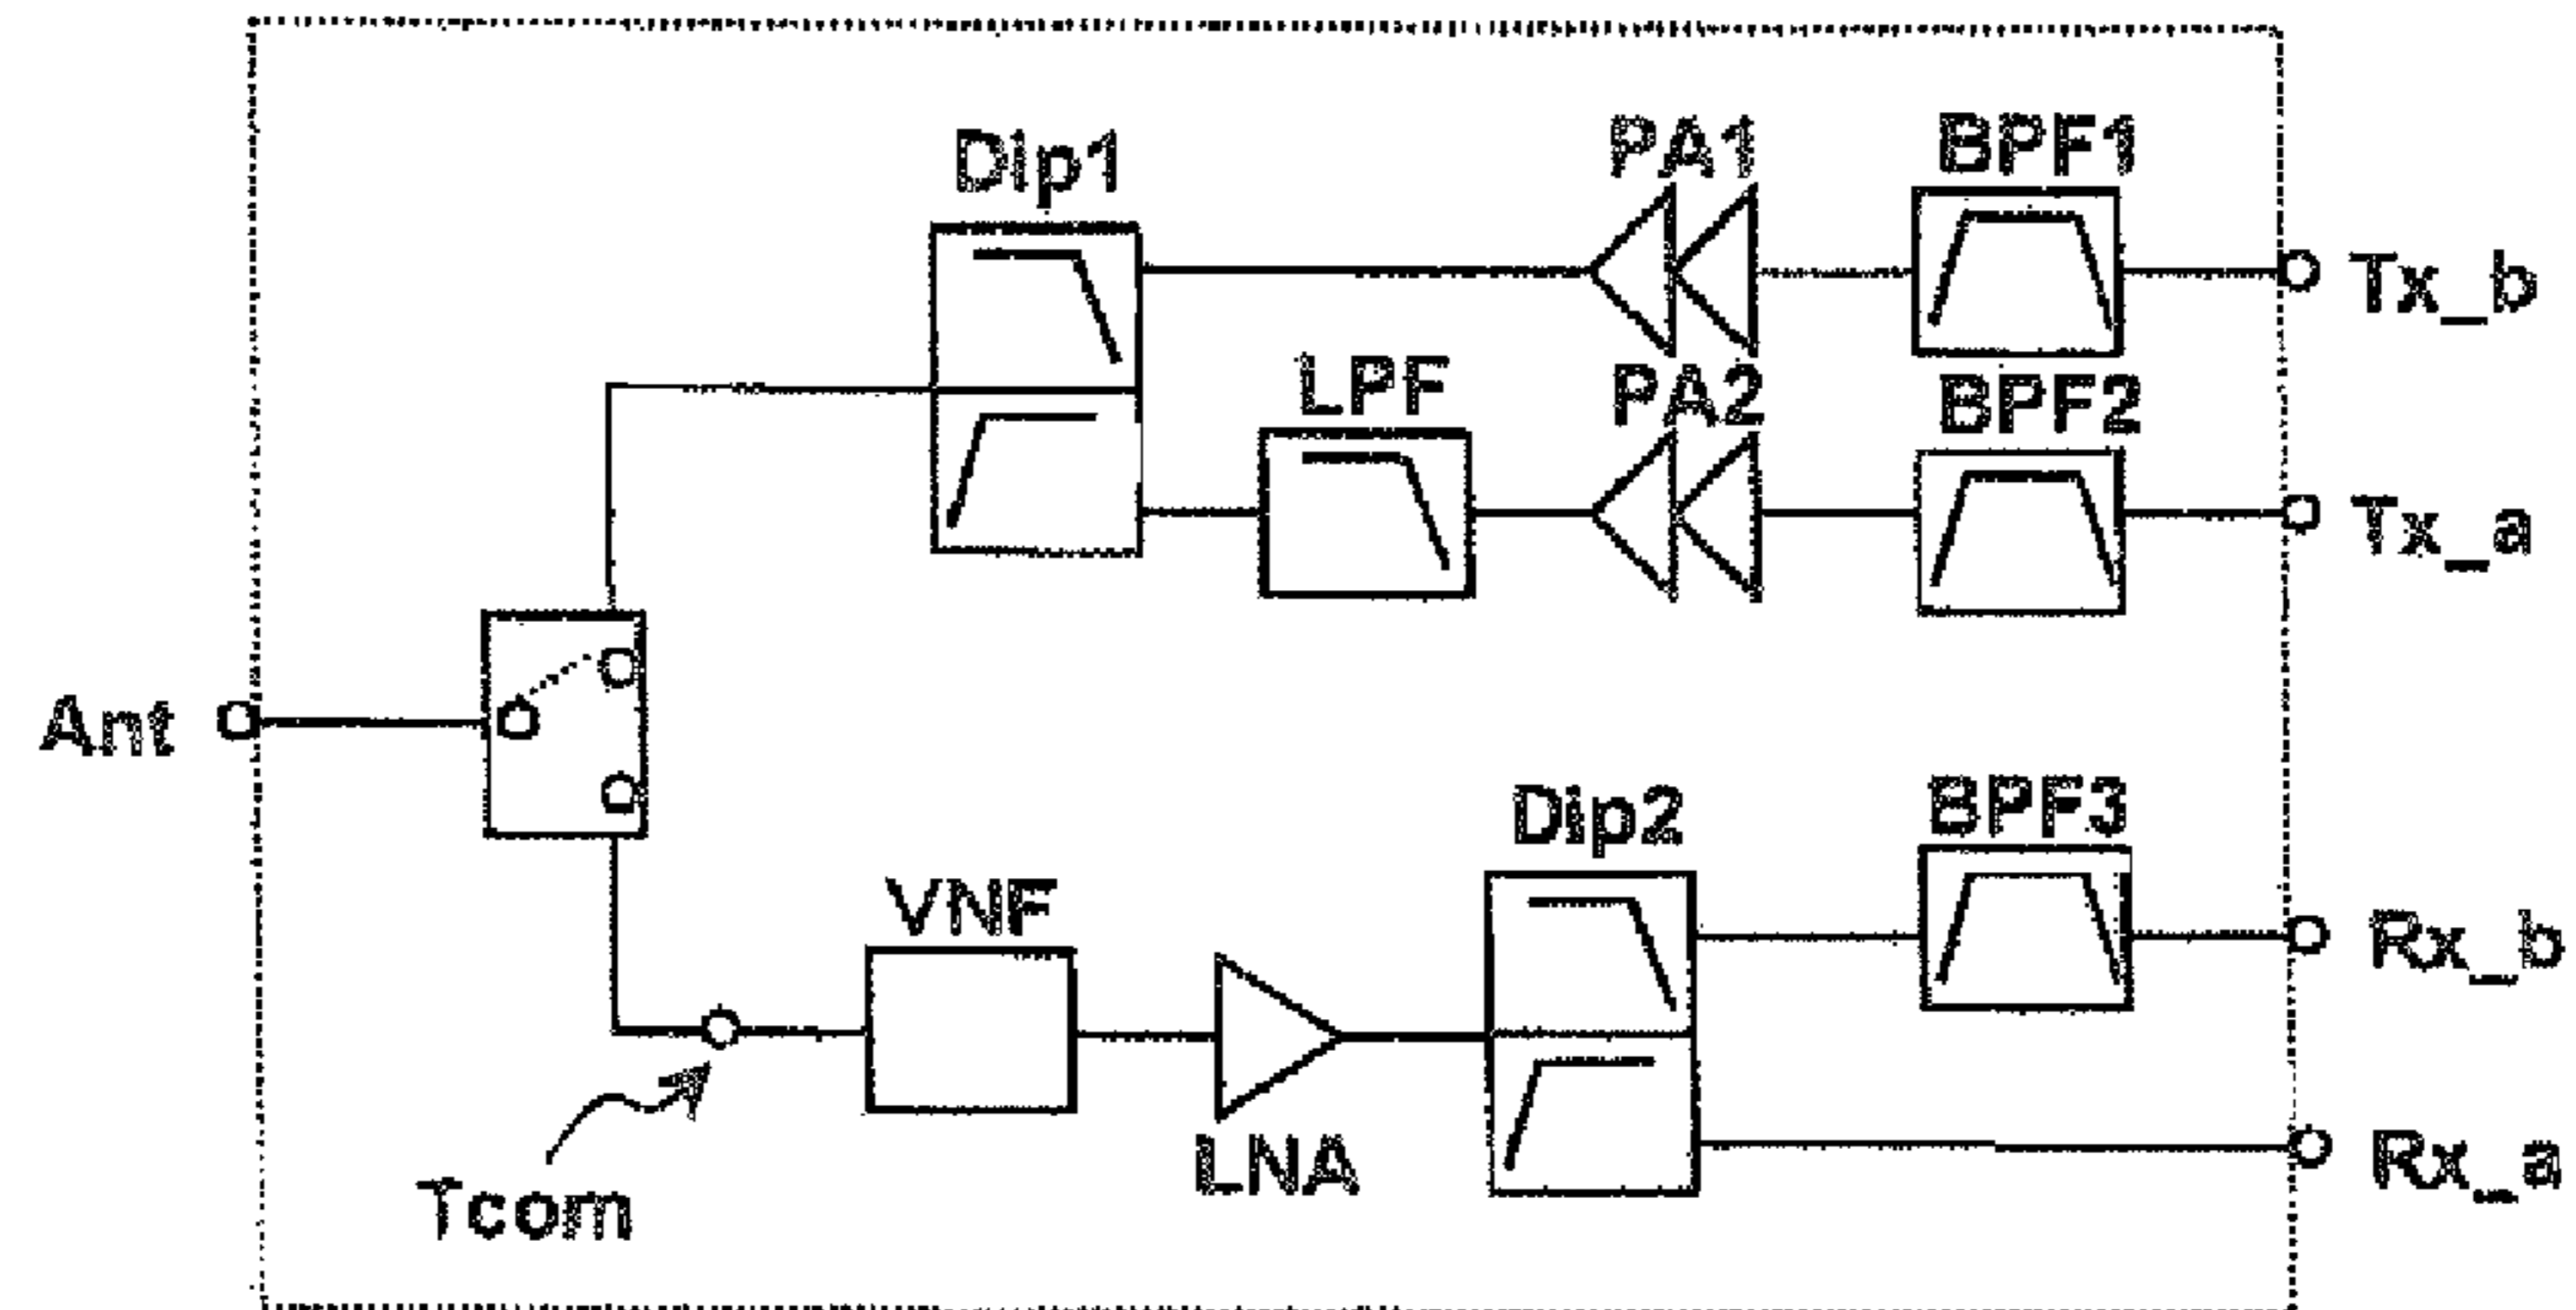 Dip1
PA1
BPF1
Tx_b
LPF
PA2
BPF2
Tx_a
Ant
Dip2
BPF3
VNF
Rx_b
LNA
Rx_a
Tcom